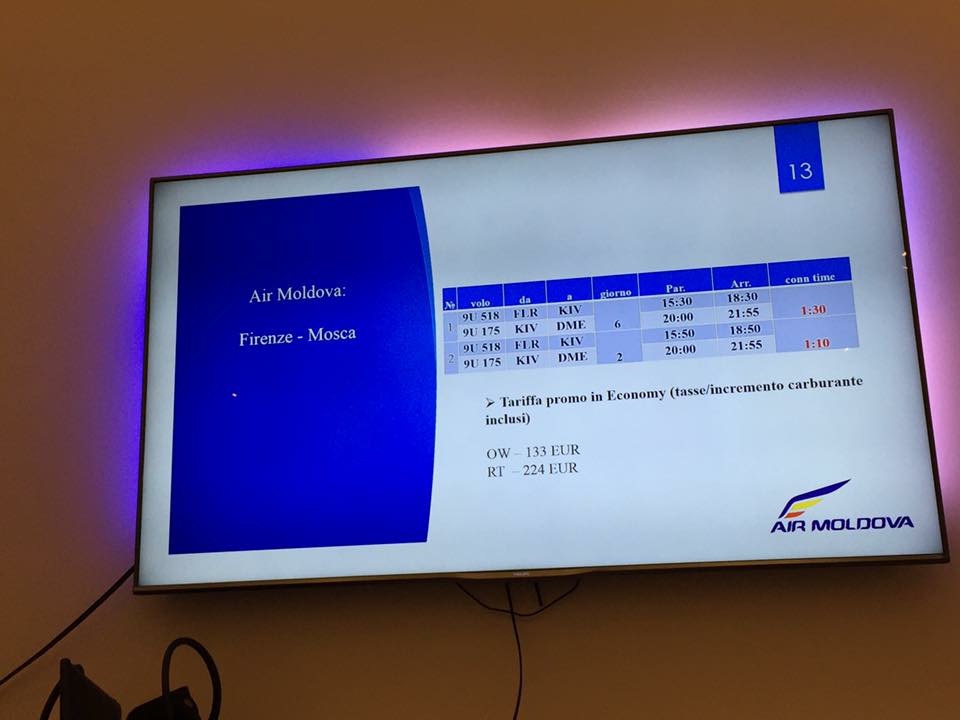 13
Air Moldova:
Firenze - Mosca
№ volo da a giorno Par. Arr. conn time
1 9U 518 FLR KIV 6 15:30 18:30 1:30
9U 175 KIV DME 20:00 21:55
2 9U 518 FLR KIV 2 15:50 18:50 1:10
9U 175 KIV DME 20:00 21:55
➢ Tariffa promo in Economy (tasse/incremento carburante
inclusi)
OW – 133 EUR
RT – 224 EUR
AIR MOLDOVA